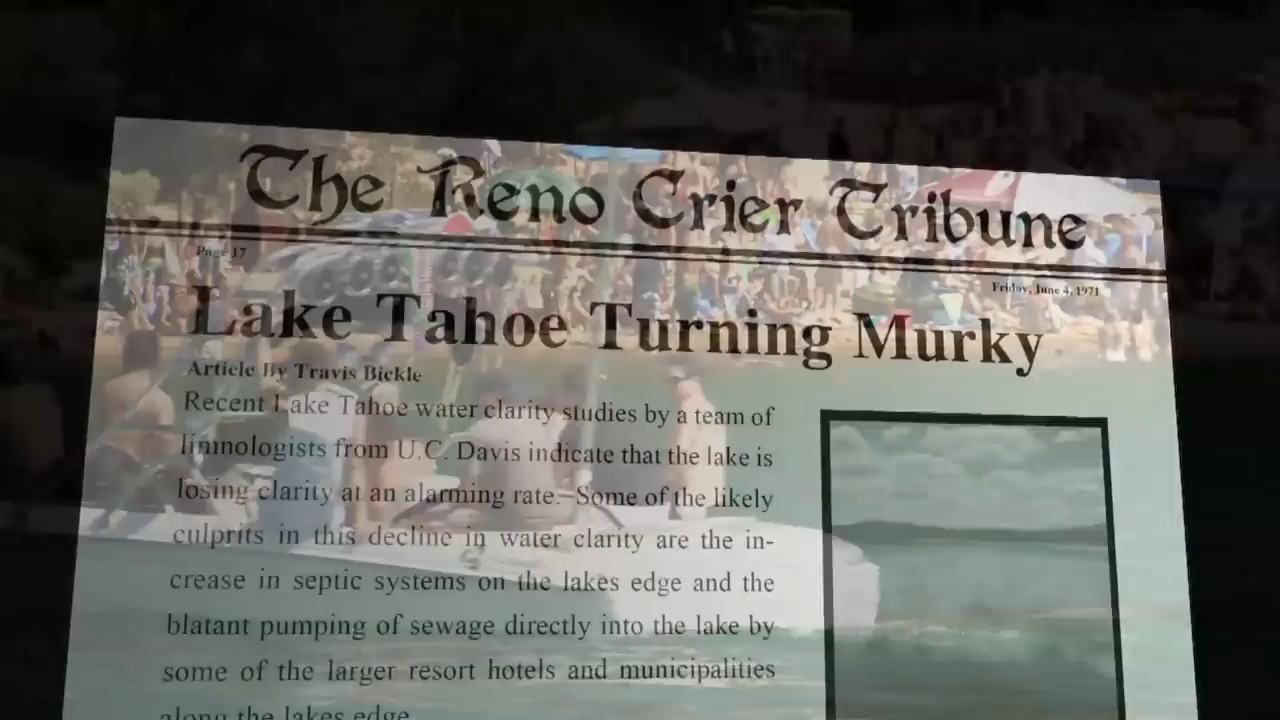 The Reno Crier Tribune
Page 17
Friday, June 4, 1971
Lake Tahoe Turning Murky
Article By Travis Bickle
Recent Lake Tahoe water clarity studies by a team of
limnologists from U.C. Davis indicate that the lake is
losing clarity at an alarming rate. Some of the likely
culprits in this decline in water clarity are the in-
crease in septic systems on the lakes edge and the
blatant pumping of sewage directly into the lake by
some of the larger resort hotels and municipalities
along the lakes edge.